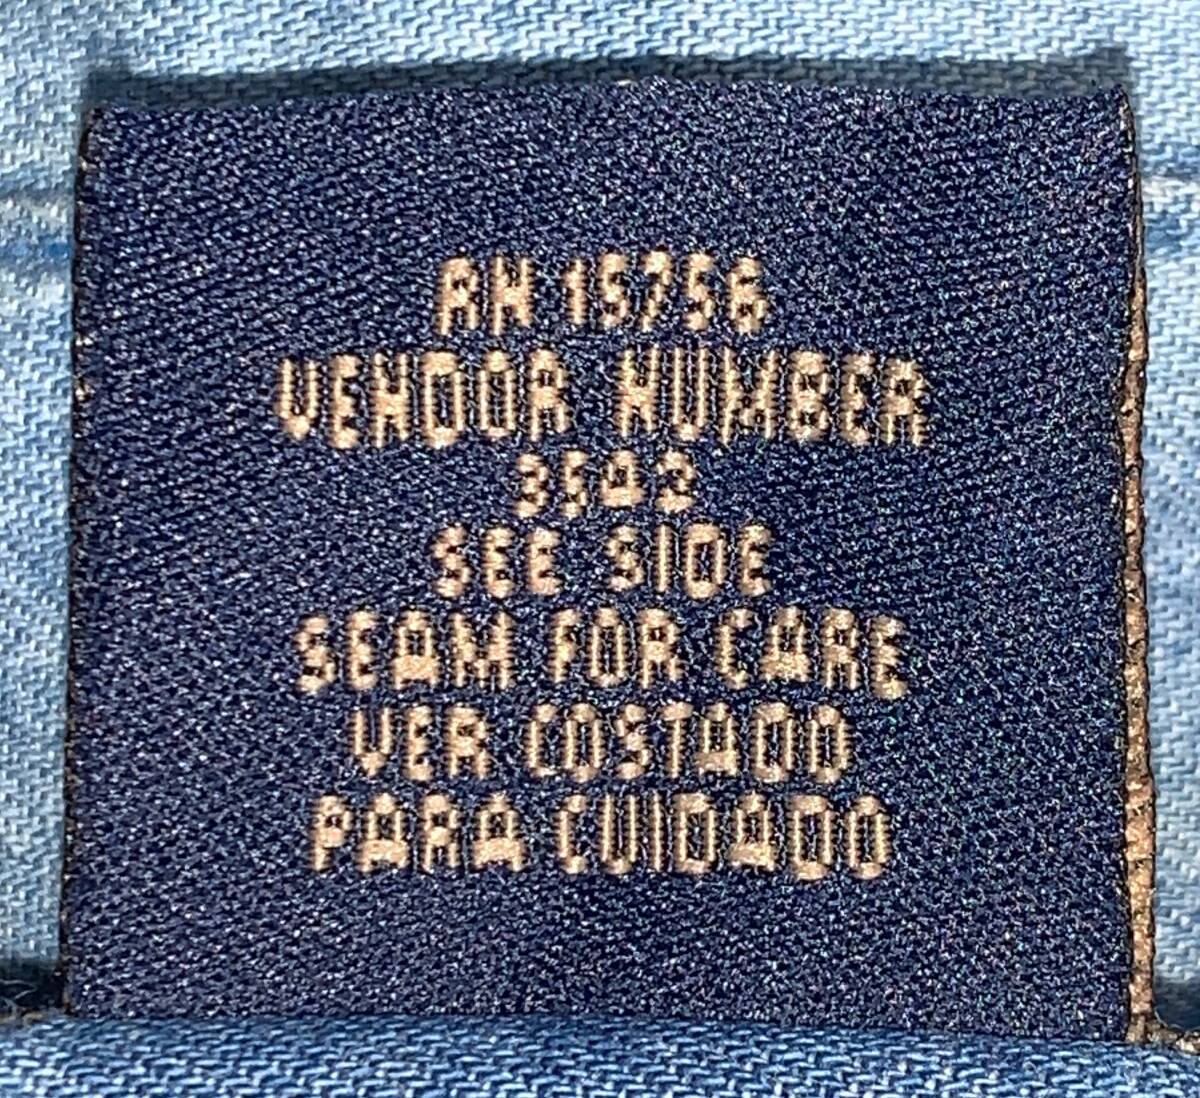 RN 15756
VENDOR NUMBER
3543
SEE SIDE
SEAM FOR CARE
VER COSTADO
PARA CUIDADO